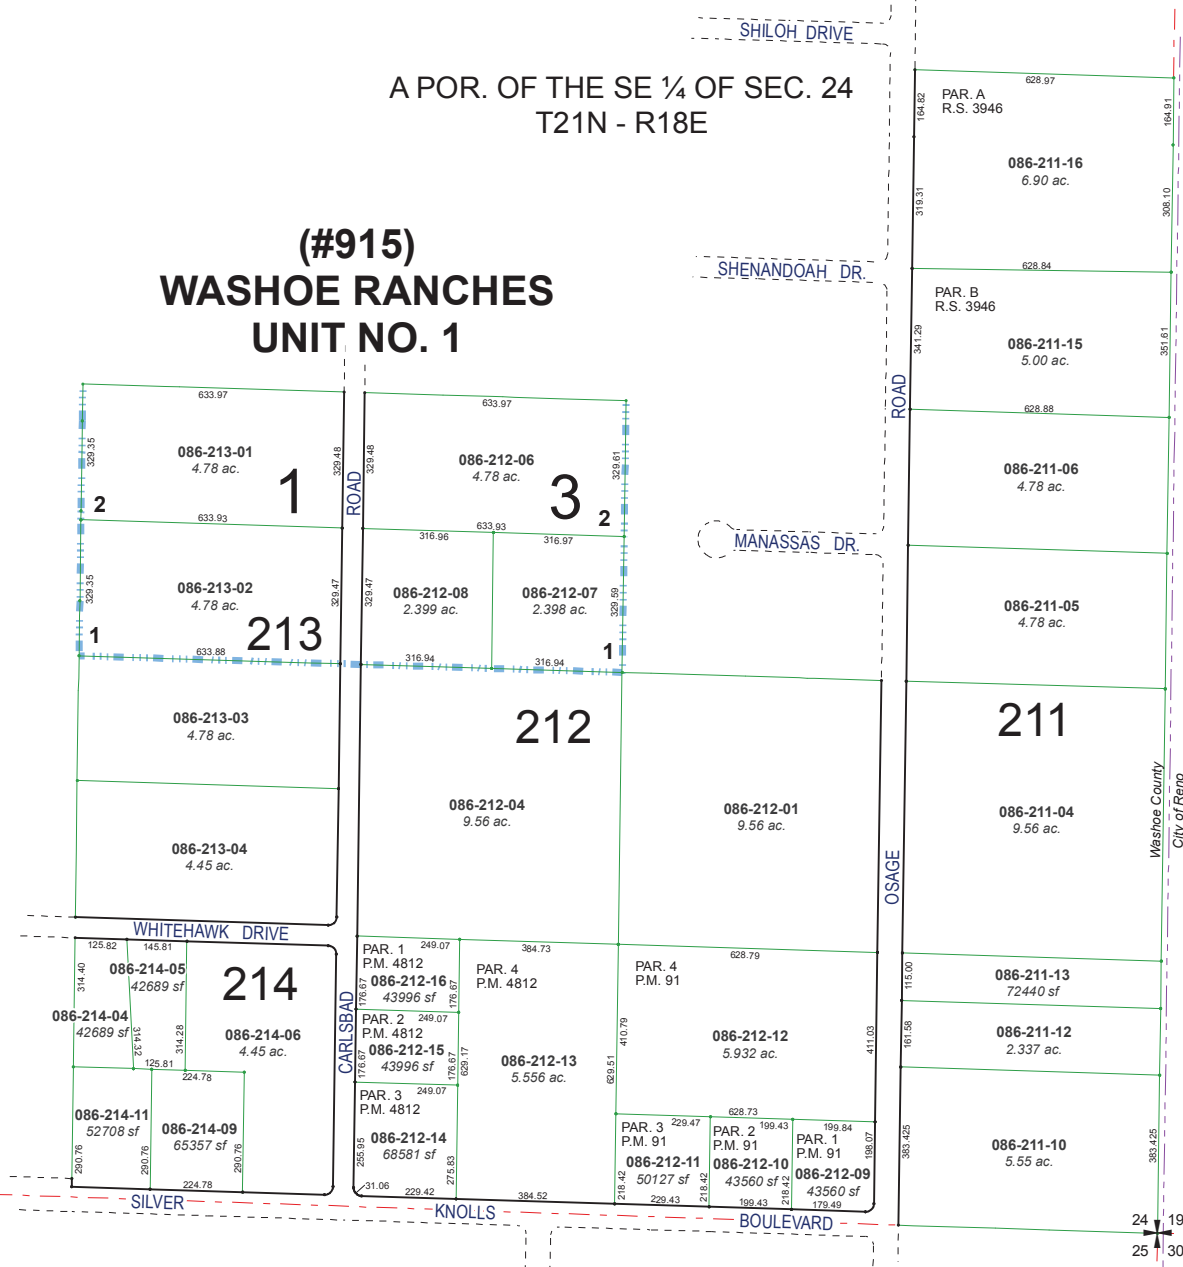 SHILOH DRIVE
A POR. OF THE SE ¼ OF SEC. 24
T21N - R18E
628.97
164.82
PAR. A
R.S. 3946
164.91
086-211-16
6.90 ac.
319.31
308.10
(#915)
WASHOE RANCHES
UNIT NO. 1
SHENANDOAH DR.
628.84
PAR. B
R.S. 3946
341.29
086-211-15
5.00 ac.
351.61
ROAD
628.88
633.97
633.97
329.35
086-213-01
4.78 ac.
329.48
1
2
ROAD
329.48
086-212-06
4.78 ac.
329.61
3
2
086-211-06
4.78 ac.
633.93
633.93
316.96
316.97
MANASSAS DR.
329.35
086-213-02
4.78 ac.
329.47
213
1
633.88
329.47
086-212-08
2.399 ac.
086-212-07
2.398 ac.
329.59
1
316.94
316.94
086-211-05
4.78 ac.
086-213-03
4.78 ac.
212
211
086-213-04
4.45 ac.
086-212-04
9.56 ac.
086-212-01
9.56 ac.
086-211-04
9.56 ac.
Washoe County
City of Reno
OSAGE
WHITEHAWK DRIVE
125.82
145.81
314.40
086-214-05
42689 sf
214
086-214-04
42689 sf
314.32
314.28
086-214-06
4.45 ac.
125.81
224.78
086-214-11
52708 sf
086-214-09
65357 sf
290.76
290.76
290.76
224.78
CARLSBAD
PAR. 1
P.M. 4812
249.07
176.67
086-212-16
43996 sf
176.67
PAR. 2
P.M. 4812
249.07
176.67
086-212-15
43996 sf
176.67
629.17
PAR. 3
P.M. 4812
249.07
086-212-14
68581 sf
255.95
275.83
31.06
229.42
384.73
PAR. 4
P.M. 4812
086-212-13
5.556 ac.
629.51
384.52
628.79
PAR. 4
P.M. 91
410.79
086-212-12
5.932 ac.
411.03
628.73
PAR. 3
P.M. 91
229.47
086-212-11
50127 sf
218.42
229.43
PAR. 2
P.M. 91
199.43
086-212-10
43560 sf
218.42
199.43
PAR. 1
P.M. 91
199.84
086-212-09
43560 sf
218.42
198.07
179.49
115.00
086-211-13
72440 sf
161.58
086-211-12
2.337 ac.
383.425
086-211-10
5.55 ac.
383.425
SILVER
KNOLLS
BOULEVARD
24
19
25
30